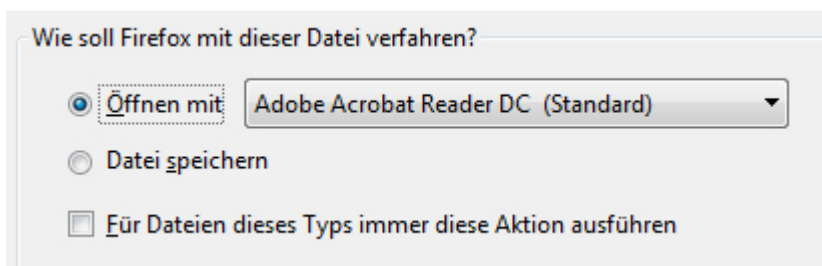 Wie soll Firefox mit dieser Datei verfahren?
Öffnen mit Adobe Acrobat Reader DC (Standard)
Datei speichern
Für Dateien dieses Typs immer diese Aktion ausführen